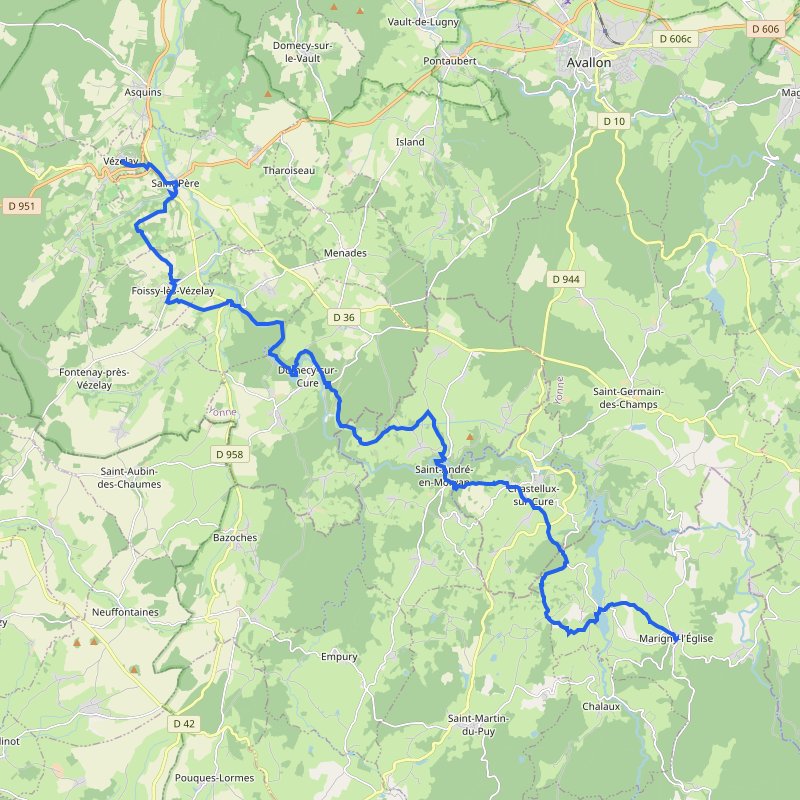 Vault-de-Lugny
D 606
D 606c
Domecy-sur-
le-Vault
Pontaubert
Avallon
Asquins
D 10
Island
Vézelay
Tharoiseau
Saint-Père
D 951
Menades
D 944
Foissy-lès-Vézelay
D 36
Domecy-sur-
Cure
Fontenay-près-
Vézelay
Yonne
Saint-Germain-
des-Champs
D 958
Saint-Aubin-
des-Chaumes
Saint-André-
en-Morvan
Chastellux-
sur-Cure
Bazoches
Neuffontaines
Marigny-l'Église
Empury
Chalaux
Saint-Martin-
du-Puy
D 42
Pouques-Lormes